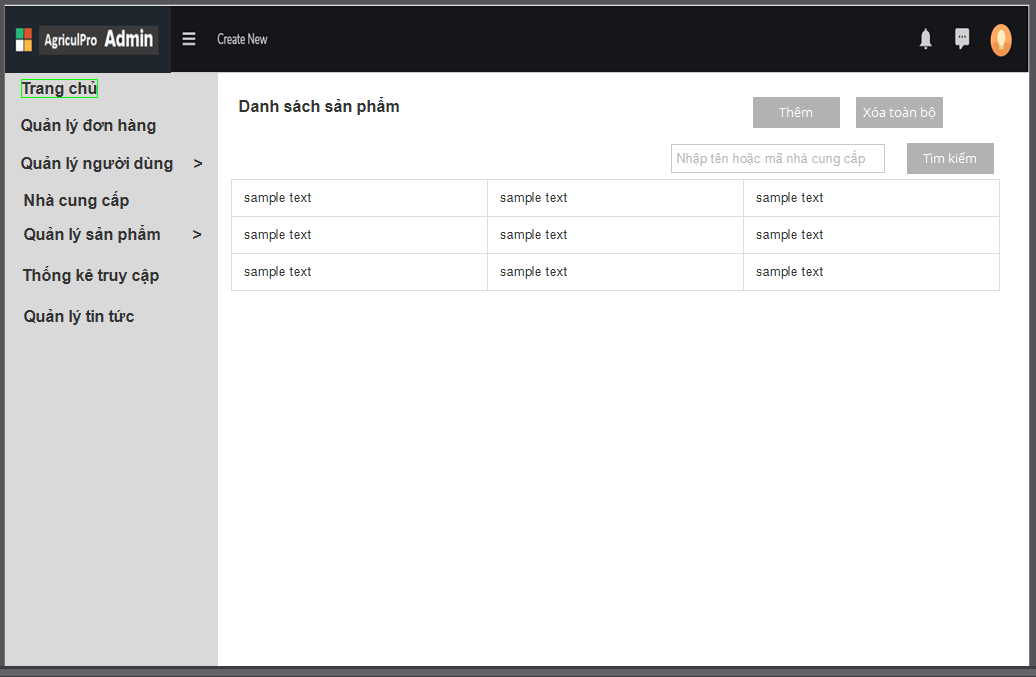 AgriculPro Admin
Create New
Trang chủ
Quản lý đơn hàng
Quản lý người dùng >
Nhà cung cấp
Quản lý sản phẩm >
Thống kê truy cập
Quản lý tin tức
Danh sách sản phẩm
Thêm
Xóa toàn bộ
Nhập tên hoặc mã nhà cung cấp
Tìm kiếm
sample text sample text sample text
sample text sample text sample text
sample text sample text sample text